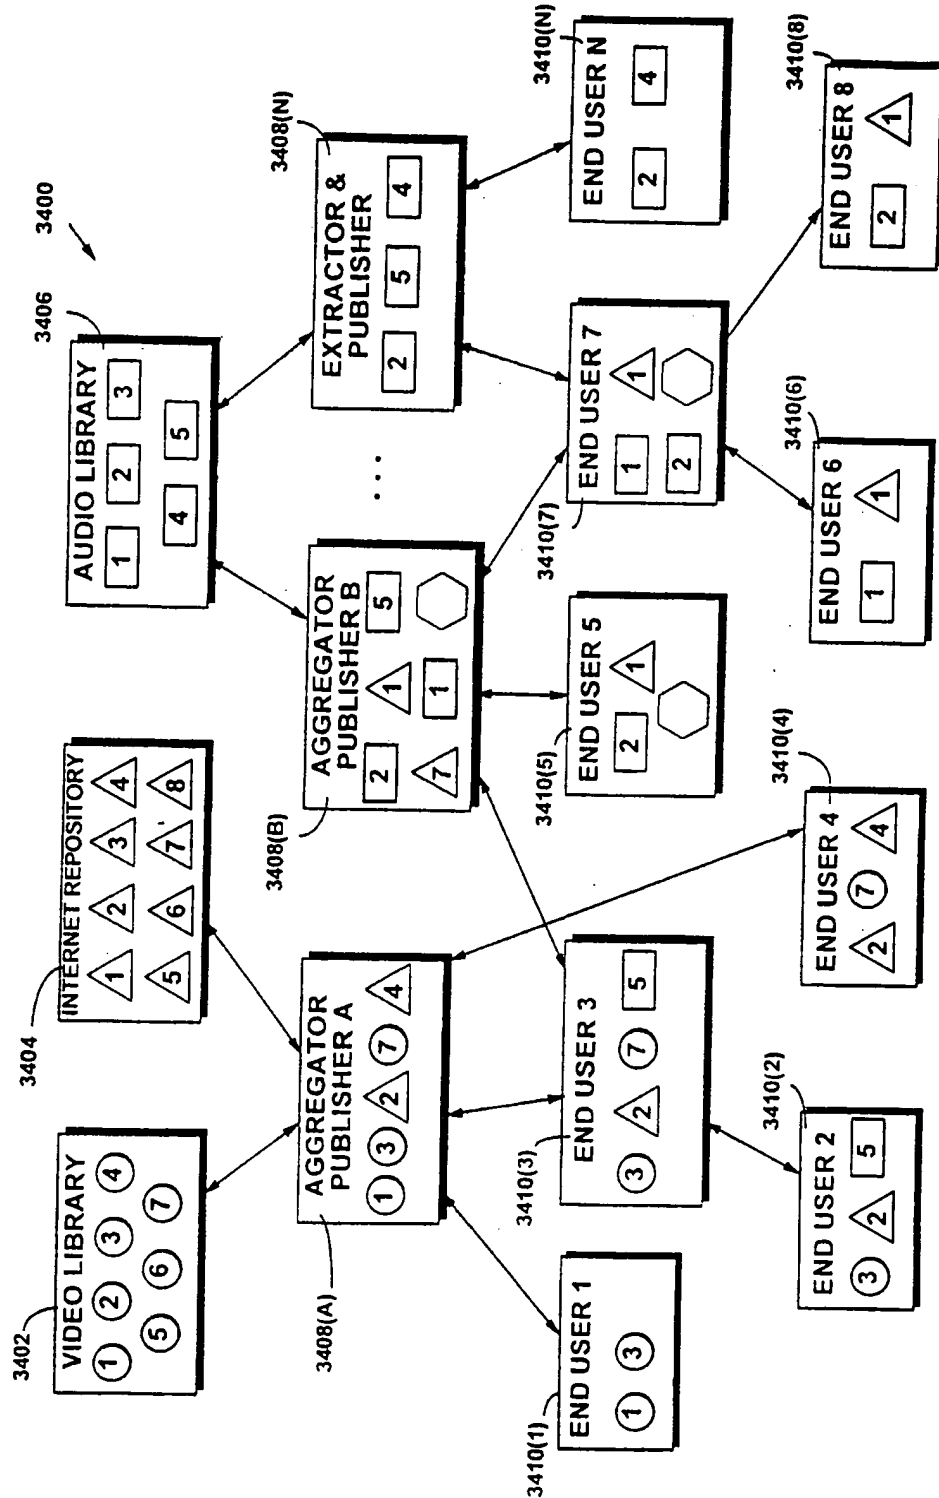 3400
3402
VIDEO LIBRARY
1 2 3 4
5 6 7
3404
INTERNET REPOSITORY
1 2 3 4
5 6 7 8
3406
AUDIO LIBRARY
1 2 3
4 5
3408(A)
AGGREGATOR
PUBLISHER A
1 3 2 7 4
3408(B)
AGGREGATOR
PUBLISHER B
2 1 5
7 1
...
3408(N)
EXTRACTOR &
PUBLISHER
2 5 4
3410(1)
END USER 1
1 3
3410(3)
END USER 3
3 2 7 5
3410(5)
END USER 5
2 1
3410(7)
END USER 7
1 1
2
3410(N)
END USER N
2 4
3410(2)
END USER 2
3 2 5
3410(4)
END USER 4
2 7 4
3410(6)
END USER 6
1 1
3410(8)
END USER 8
2 1